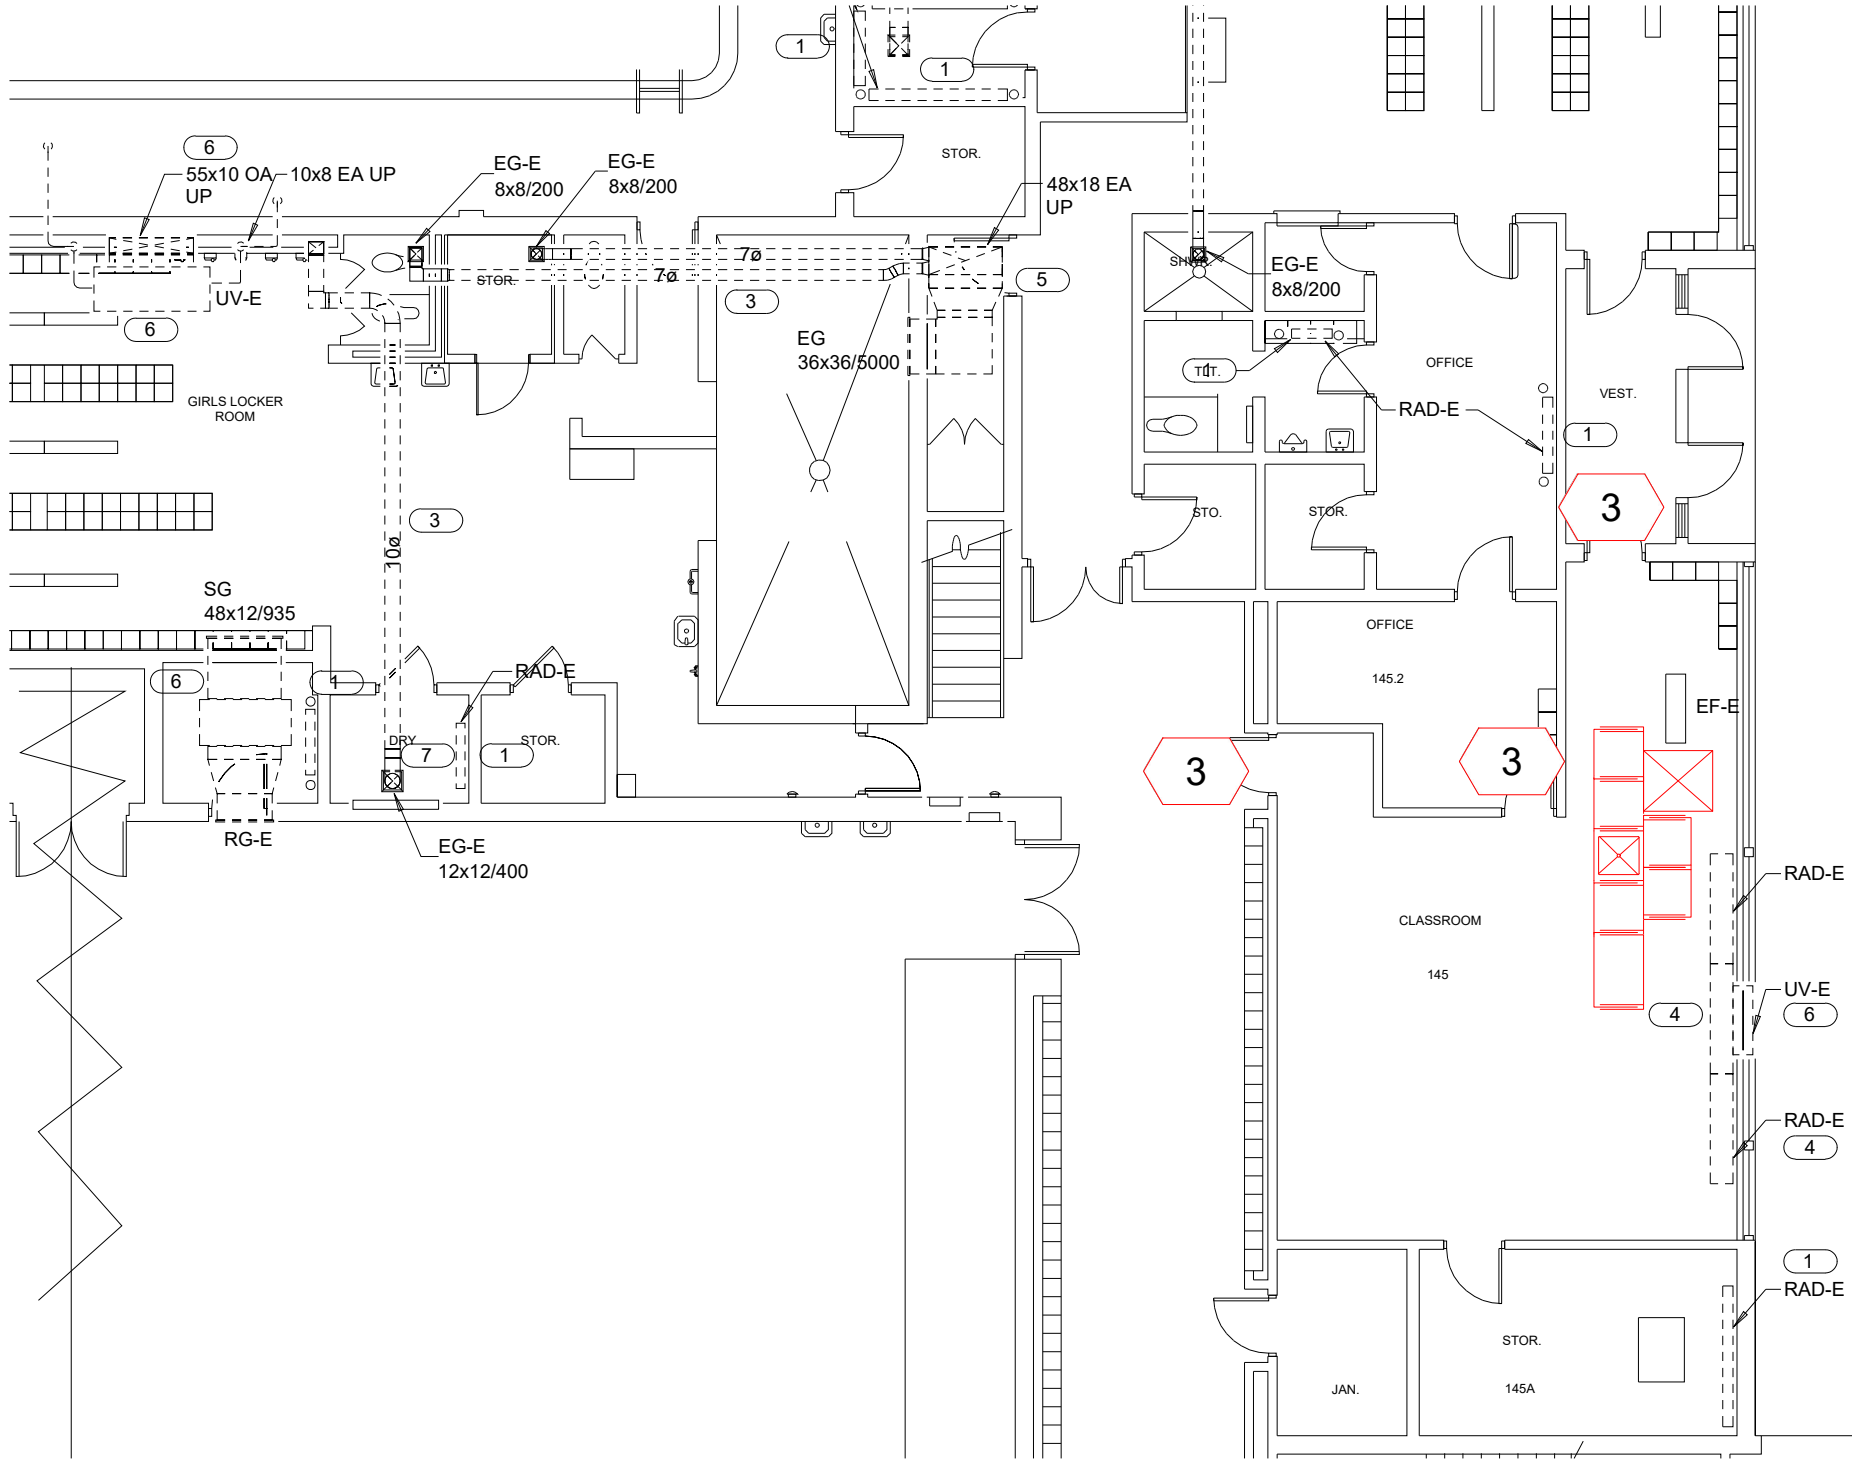 1
1
6
55x10 OA
UP
10x8 EA UP
EG-E
8x8/200
EG-E
8x8/200
STOR.
48x18 EA
UP
7ø
7ø
SHWR.
EG-E
8x8/200
STOR.
UV-E
6
3
5
EG
36x36/5000
OFFICE
1
VEST.
GIRLS LOCKER
ROOM
RAD-E
1
3
3
10ø
STO.
STOR.
SG
48x12/935
OFFICE
145.2
6
1
RAD-E
EF-E
DRY
7
1
STOR.
3
3
RG-E
EG-E
12x12/400
RAD-E
CLASSROOM
145
UV-E
4
6
RAD-E
4
1
RAD-E
STOR.
145A
JAN.